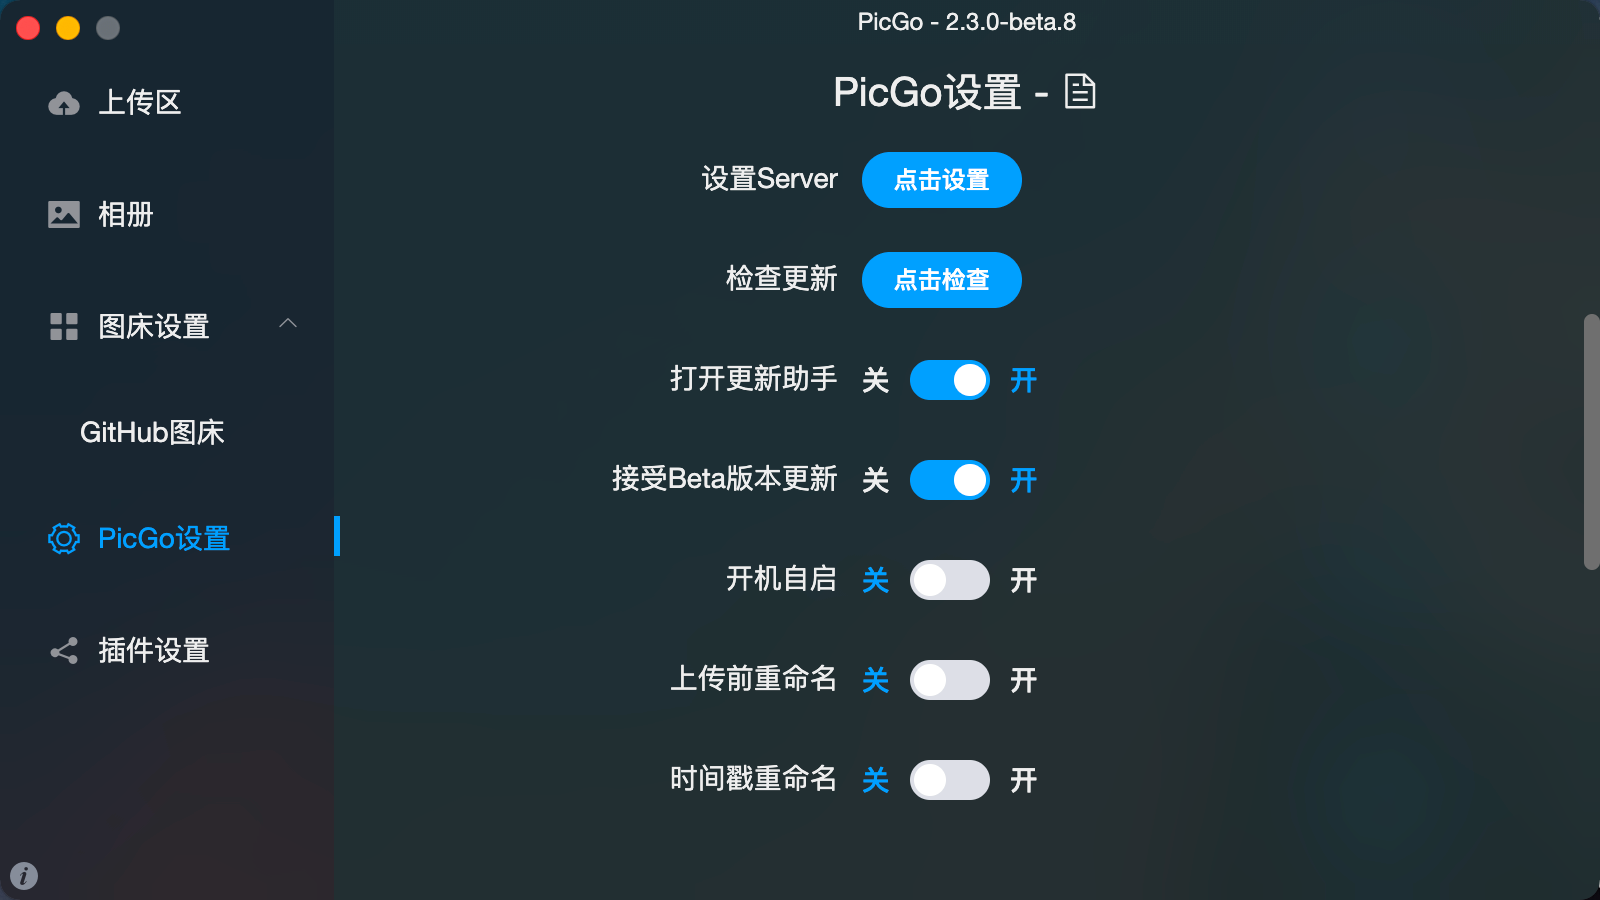 PicGo - 2.3.0-beta.8
上传区
相册
图床设置
GitHub图床
PicGo设置
插件设置
PicGo设置 -
设置Server 点击设置
检查更新 点击检查
打开更新助手 关 开
接受Beta版本更新 关 开
开机自启 关 开
上传前重命名 关 开
时间戳重命名 关 开
i